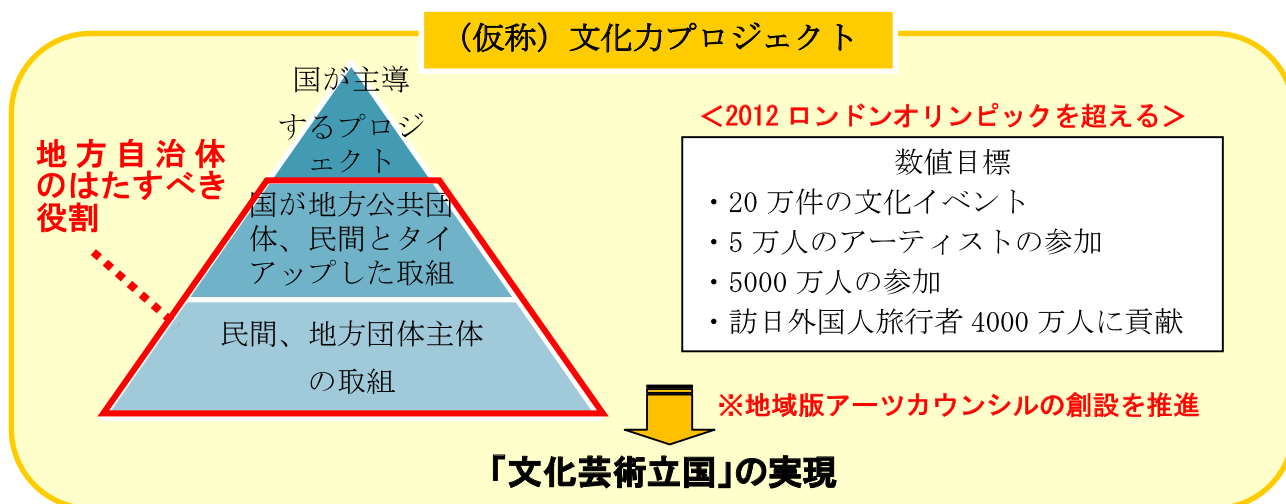 (仮称)文化力プロジェクト
国が主導
するプロジ
ェクト
地方自治体
のはたすべき
役割
国が地方公共団
体、民間とタイ
アップした取組
民間、地方団体主体
の取組
<2012 ロンドンオリンピックを超える>
数値目標
・20 万件の文化イベント
・5 万人のアーティストの参加
・5000 万人の参加
・訪日外国人旅行者 4000 万人に貢献
※地域版アーツカウンシルの創設を推進
「文化芸術立国」の実現